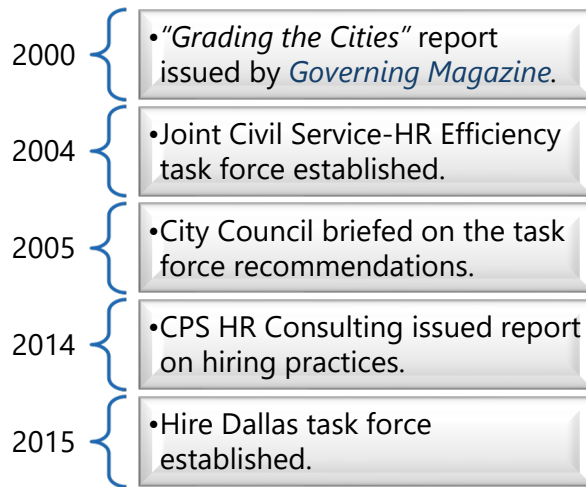 2000
•“Grading the Cities” report
issued by Governing Magazine.
2004
•Joint Civil Service-HR Efficiency
task force established.
2005
•City Council briefed on the task
force recommendations.
2014
•CPS HR Consulting issued report
on hiring practices.
2015
•Hire Dallas task force
established.